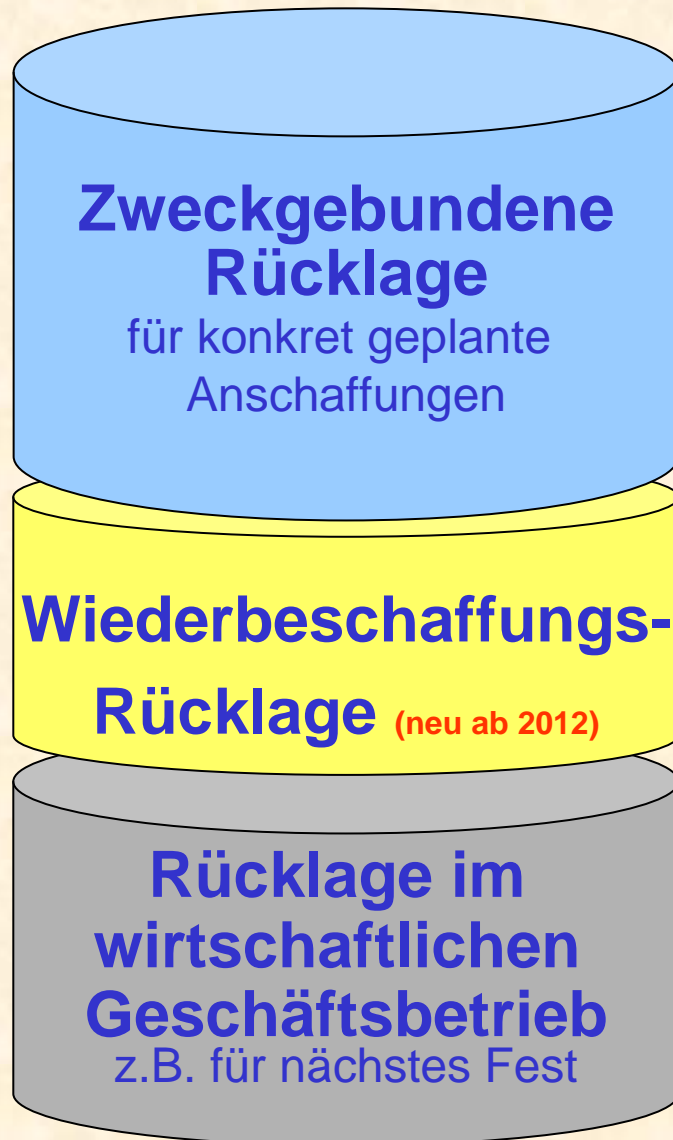 Zweckgebundene
Rücklage
für konkret geplante
Anschaffungen
Wiederbeschaffungs-
Rücklage (neu ab 2012)
Rücklage im
wirtschaftlichen
Geschäftsbetrieb
z.B. für nächstes Fest